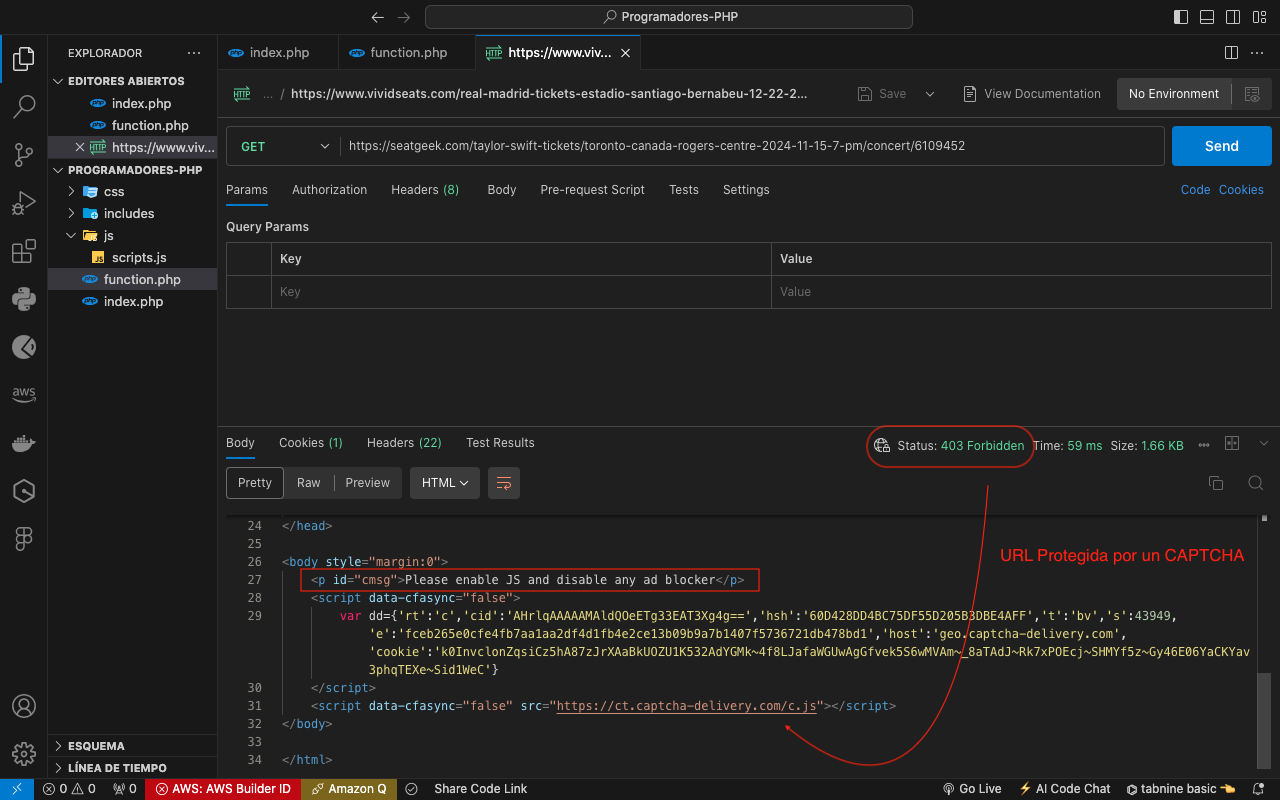 Programadores-PHP
EXPLORADOR
EDITORES ABIERTOS
index.php
function.php
https://www.viv...
PROGRAMADORES-PHP
css
includes
js
scripts.js
function.php
index.php
ESQUEMA
LÍNEA DE TIEMPO
aws
index.php
function.php
https://www.viv...
HTTP ... / https://www.vividseats.com/real-madrid-tickets-estadio-santiago-bernabeu-12-22-2... Save View Documentation No Environment
GET https://seatgeek.com/taylor-swift-tickets/toronto-canada-rogers-centre-2024-11-15-7-pm/concert/6109452 Send
Params Authorization Headers (8) Body Pre-request Script Tests Settings Code Cookies
Query Params
Key Value
Key Value
Body Cookies (1) Headers (22) Test Results Status: 403 Forbidden Time: 59 ms Size: 1.66 KB
Pretty Raw Preview HTML
24 </head>
25
26 <body style="margin:0">
URL Protegida por un CAPTCHA
27 <p id="cmsg">Please enable JS and disable any ad blocker</p>
28 <script data-cfasync="false">
29 var dd={'rt':'c','cid':'AHrlqAAAAAMAldQOeETg33EAT3Xg4g==','hsh':'60D428DD4BC75DF55D205B3DBE4AFF','t':'bv','s':43949,
'e':'fceb265e0cfe4fb7aa1aa2df4d1fb4e2ce13b09b9a7b1407f5736721db478bd1','host':'geo.captcha-delivery.com',
'cookie':'k0InvclonZqsiCz5hA87zJrXAaBkUOZU1K532AdYGMk~4f8LJafaWGUwAgGfvek5S6wMVAm~_8aTAdJ~Rk7xPOEcj~SHMYf5z~Gy46E06YaCKYav
3phqTEXe~Sid1WeC'}
30 </script>
31 <script data-cfasync="false" src="https://ct.captcha-delivery.com/c.js"></script>
32 </body>
33
34 </html>
0 0 0 AWS: AWS Builder ID Amazon Q Share Code Link Go Live AI Code Chat tabnine basic